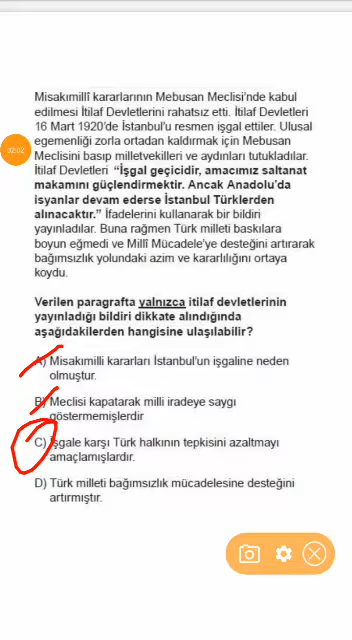 Misakımillî kararlarının Mebusan Meclisi'nde kabul
edilmesi İtilaf Devletlerini rahatsız etti. İtilaf Devletleri
16 Mart 1920'de İstanbul'u resmen işgal ettiler. Ulusal
egemenliği zorla ortadan kaldırmak için Mebusan
02:02
Meclisini basıp milletvekilleri ve aydınları tutukladılar.
İtilaf Devletleri "İşgal geçicidir, amacımız saltanat
makamını güçlendirmektir. Ancak Anadolu'da
isyanlar devam ederse İstanbul Türklerden
alınacaktır." İfadelerini kullanarak bir bildiri
yayınladılar. Buna rağmen Türk milleti baskılara
boyun eğmedi ve Millî Mücadele'ye desteğini artırarak
bağımsızlık yolundaki azim ve kararlılığını ortaya
koydu.
Verilen paragrafta yalnızca itilaf devletlerinin
yayınladığı bildiri dikkate alındığında
aşağıdakilerden hangisine ulaşılabilir?
A) Misakımilli kararları İstanbul'un işgaline neden
olmuştur.
B) Meclisi kapatarak milli iradeye saygı
göstermemişlerdir
C) İşgale karşı Türk halkının tepkisini azaltmayı
amaçlamışlardır.
D) Türk milleti bağımsızlık mücadelesine desteğini
artırmıştır.